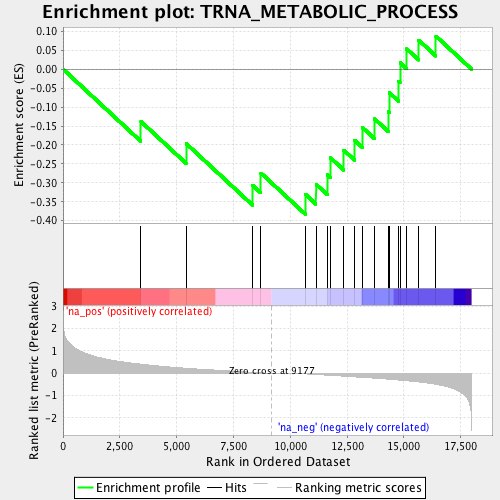 Enrichment plot: TRNA_METABOLIC_PROCESS
Enrichment score (ES)
0.10
0.05
0.00
-0.05
-0.10
-0.15
-0.20
-0.25
-0.30
-0.35
-0.40
'na_pos' (positively correlated)
Ranked list metric (PreRanked)
3
2
1
0
-1
-2
Zero cross at 9177
'na_neg' (negatively correlated)
0 2,500 5,000 7,500 10,000 12,500 15,000 17,500
Rank in Ordered Dataset
Enrichment profile Hits Ranking metric scores